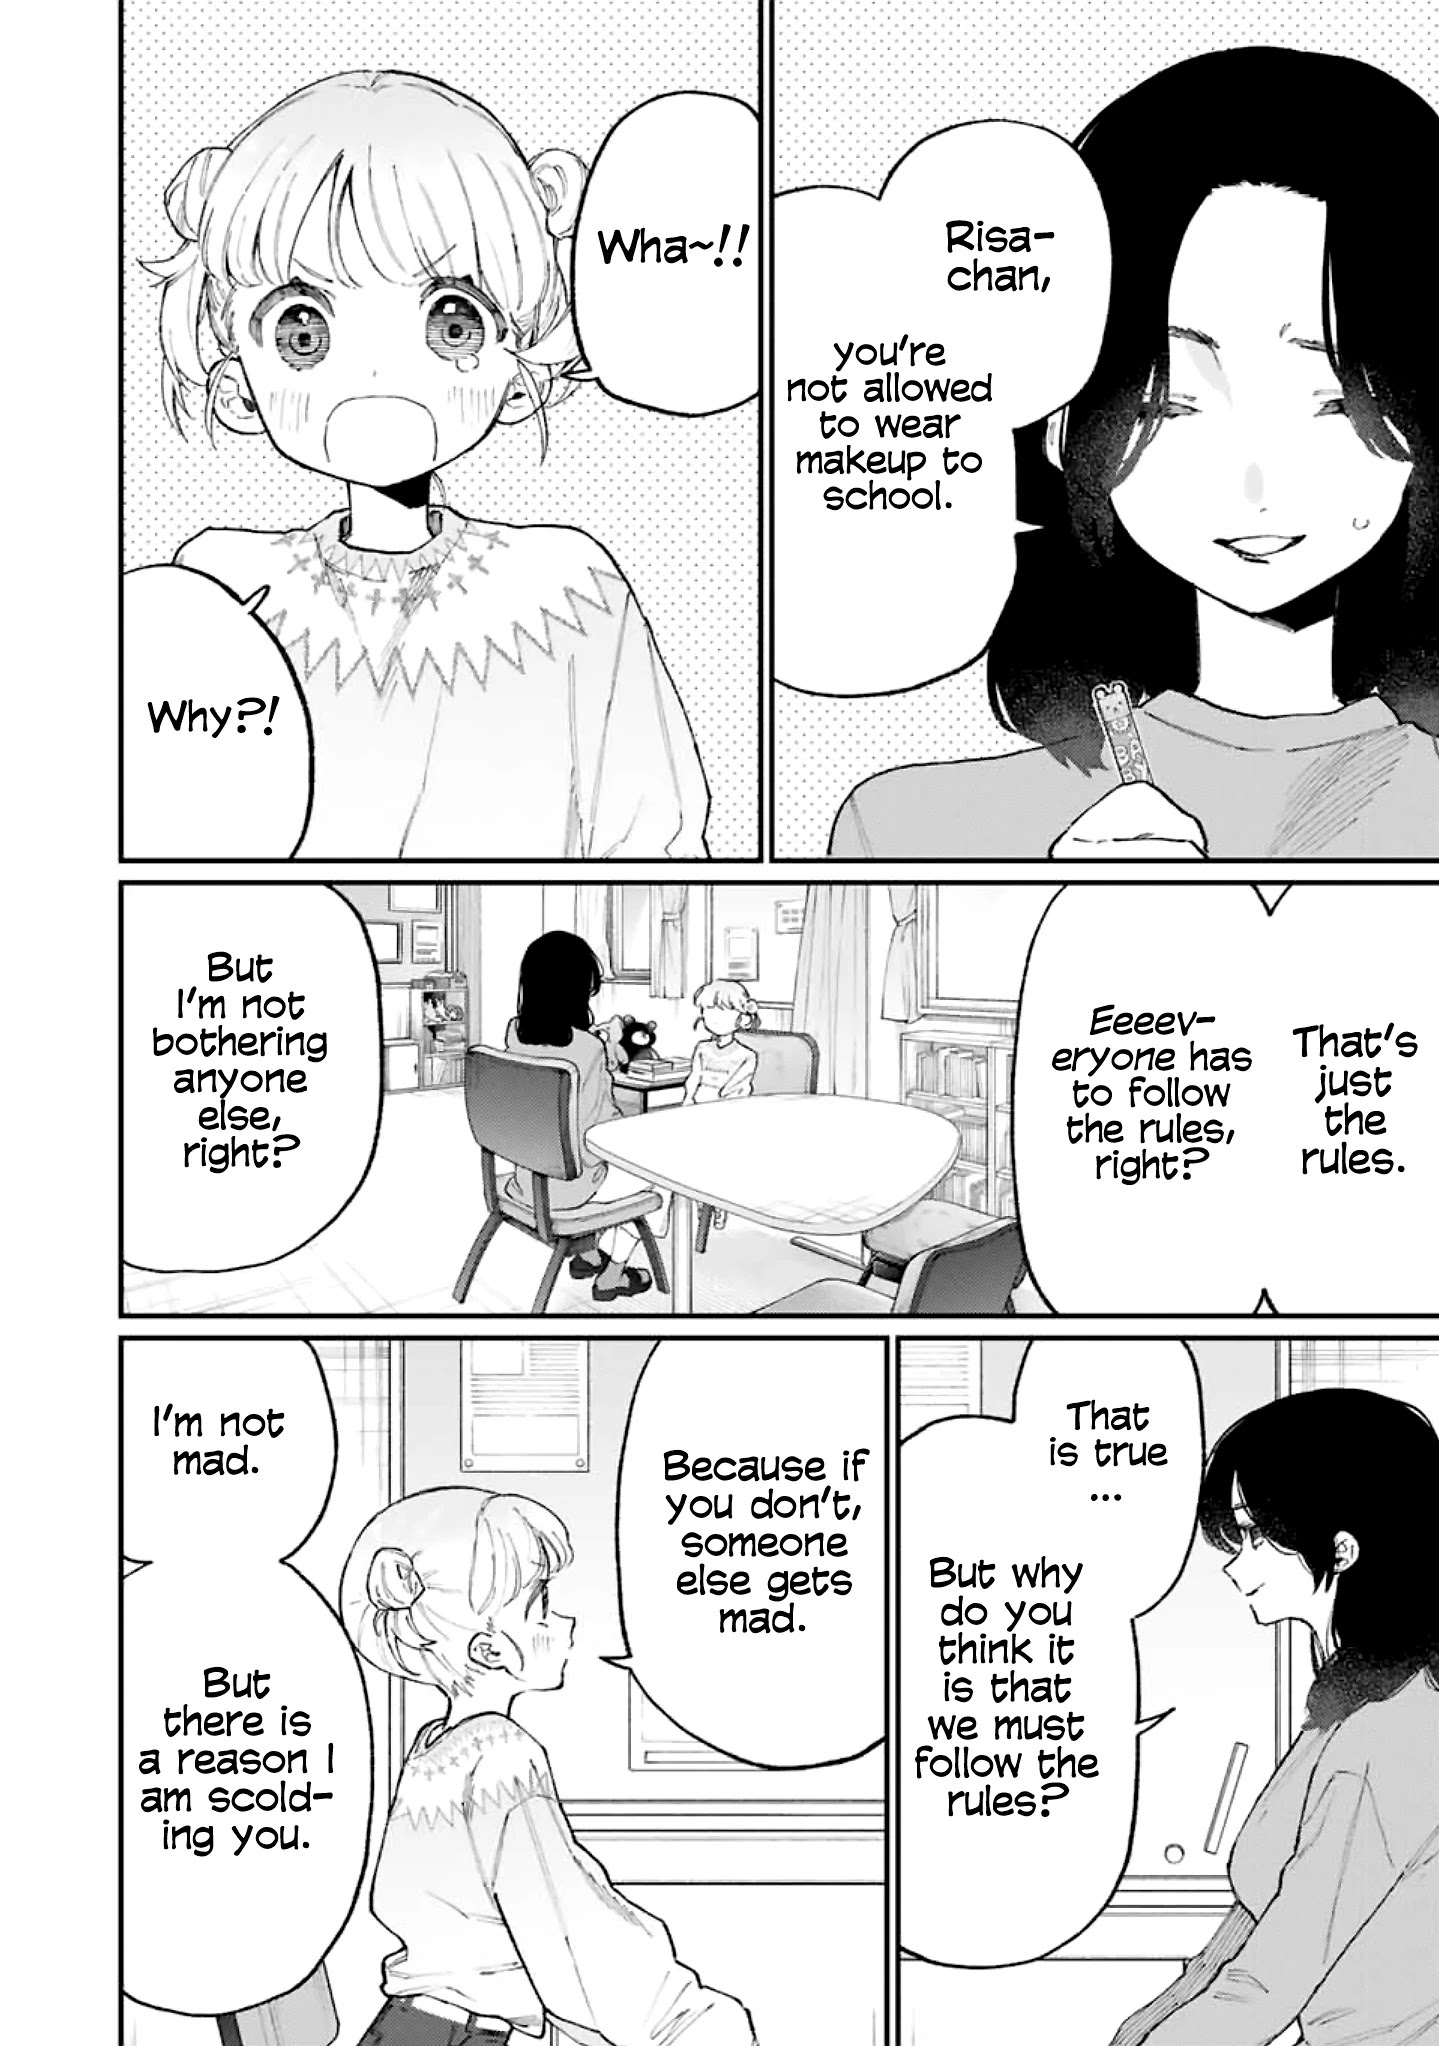 Risa-
chan,
you're
not allowed
to wear
makeup to
school.
Wha~!!
Why?!
That's
just
the
rules.
Eeeev-
eryone has
to follow
the rules,
right?
But
I'm not
bothering
anyone
else,
right?
That
is true
...
But why
do you
think it
is that
we must
follow the
rules?
Because if
you don't,
someone
else gets
mad.
I'm not
mad.
But
there is
a reason I
am scold-
ing you.